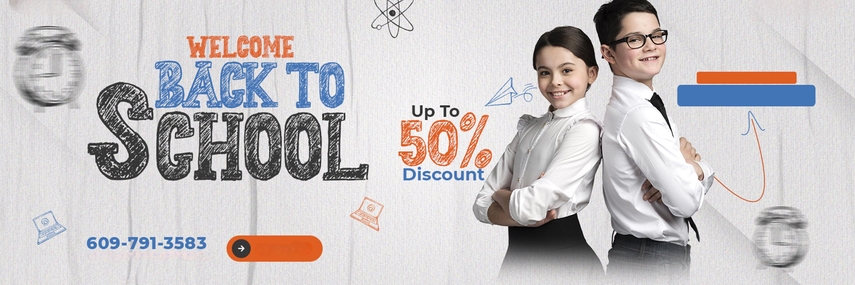 WELCOME
BACK TO
SCHOOL
Up To
50%
Discount
609-791-3583